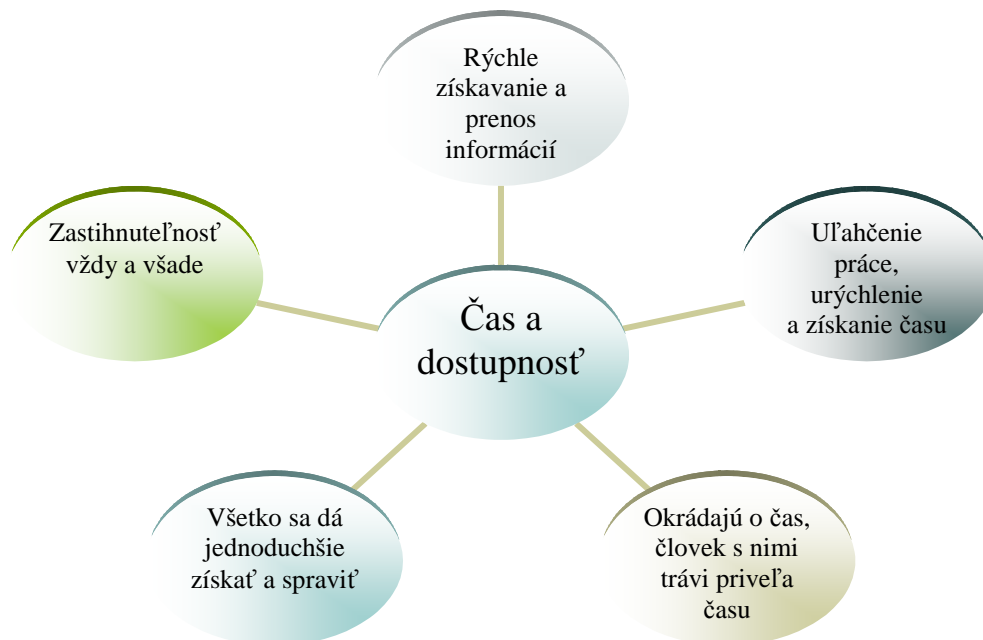 Rýchle
získavanie a
prenos
informácií
Zastihnuteľnosť
vždy a všade
Uľahčenie
práce,
urýchlenie
a získanie času
Čas a
dostupnosť
Všetko sa dá
jednoduchšie
získať a spraviť
Okrádajú o čas,
človek s nimi
trávi priveľa
času